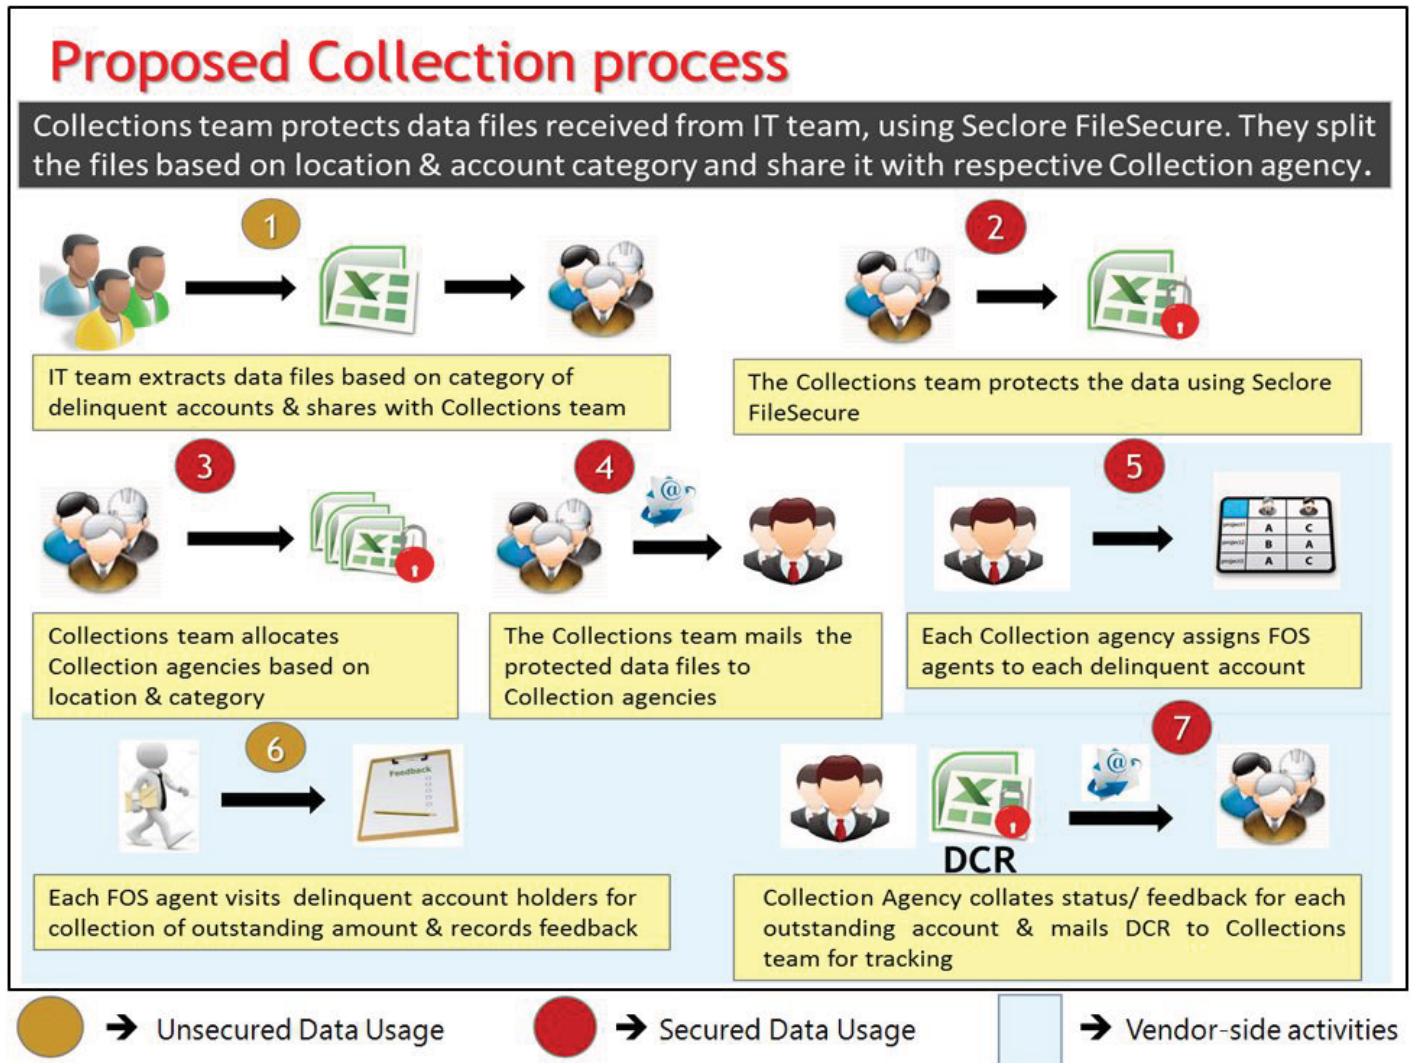 Proposed Collection process
Collections team protects data files received from IT team, using Seclore FileSecure. They split
the files based on location & account category and share it with respective Collection agency.
1
IT team extracts data files based on category of
delinquent accounts & shares with Collections team
2
The Collections team protects the data using Seclore
FileSecure
3
Collections team allocates
Collection agencies based on
location & category
4
@
The Collections team mails the
protected data files to
Collection agencies
5
project1 A C
project2 B A
project3 A C
Each Collection agency assigns FOS
agents to each delinquent account
6
Feedback
Each FOS agent visits delinquent account holders for
collection of outstanding amount & records feedback
7
@
DCR
Collection Agency collates status/ feedback for each
outstanding account & mails DCR to Collections
team for tracking
➔ Unsecured Data Usage
➔ Secured Data Usage
➔ Vendor-side activities